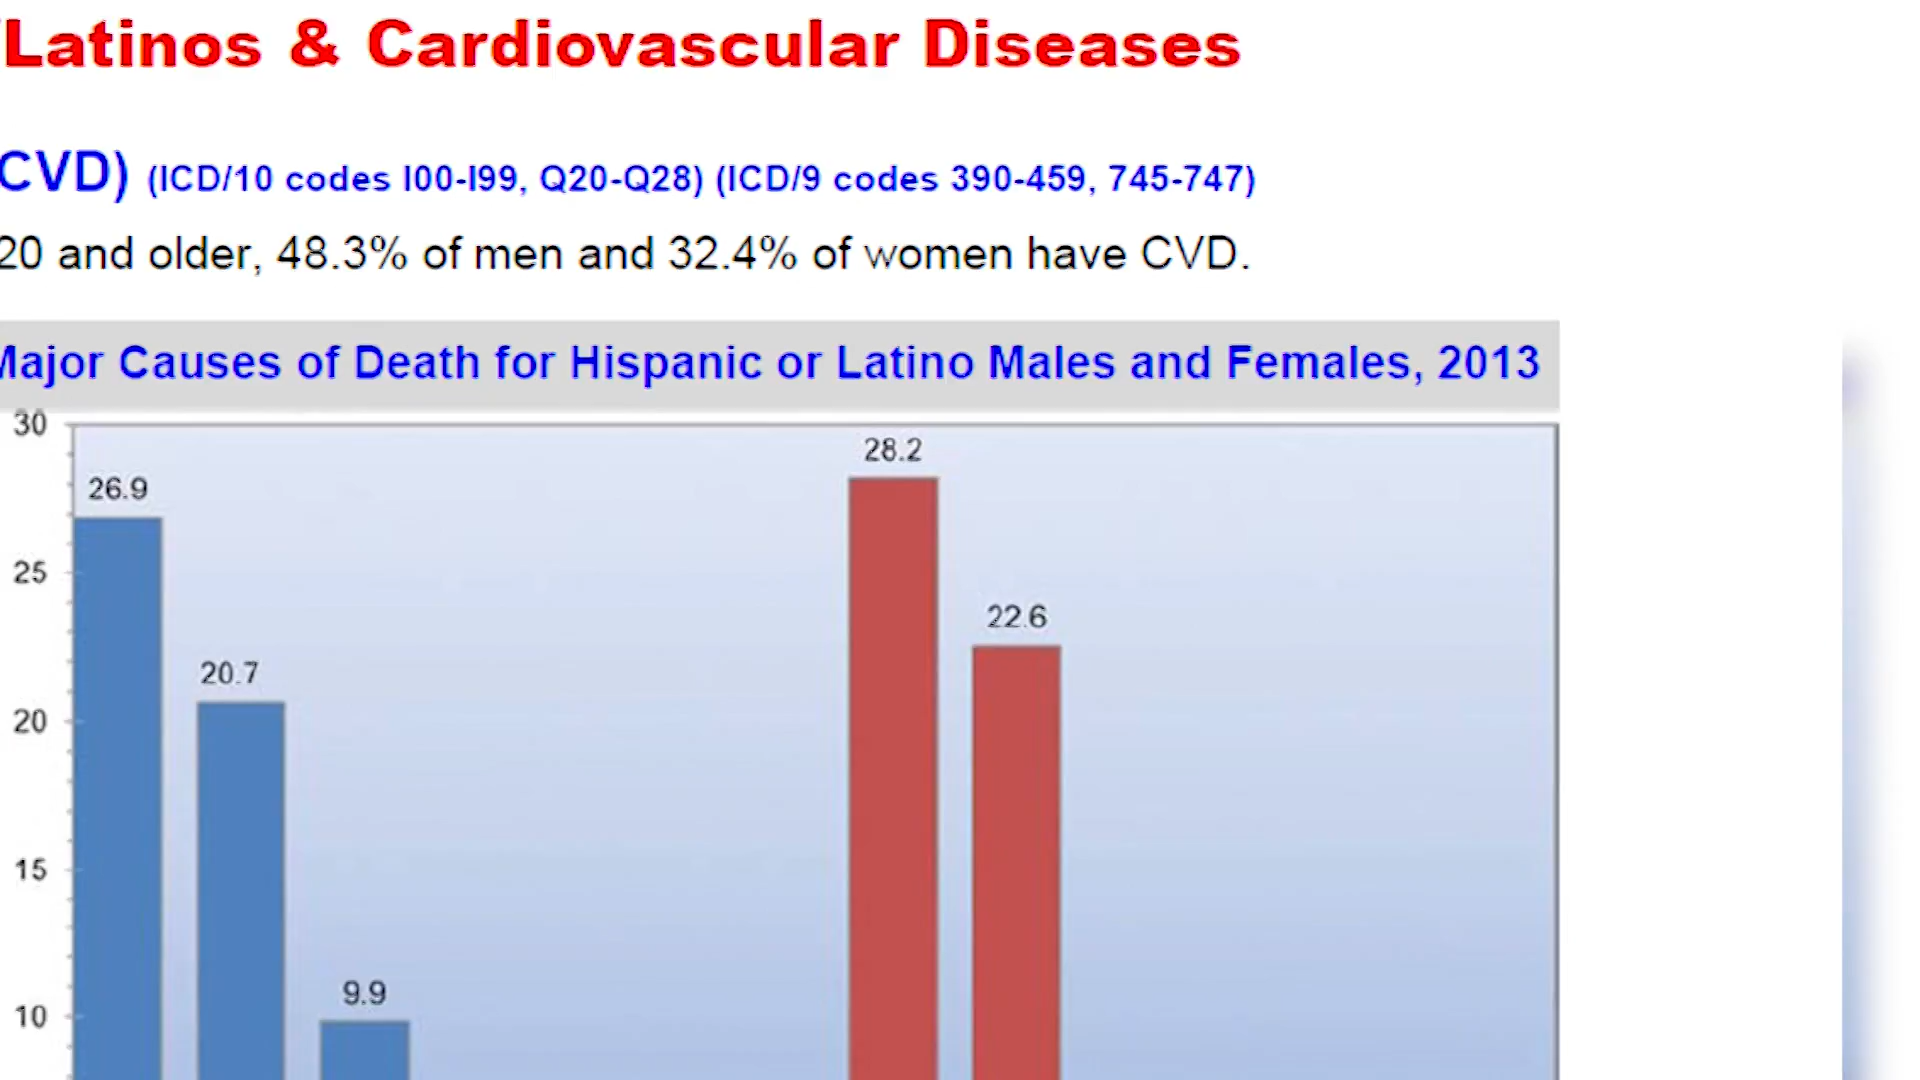 Latinos & Cardiovascular Diseases
CVD) (ICD/10 codes I00-I99, Q20-Q28) (ICD/9 codes 390-459, 745-747)
20 and older, 48.3% of men and 32.4% of women have CVD.
Major Causes of Death for Hispanic or Latino Males and Females, 2013
30
28.2
26.9
25
22.6
20.7
20
15
9.9
10